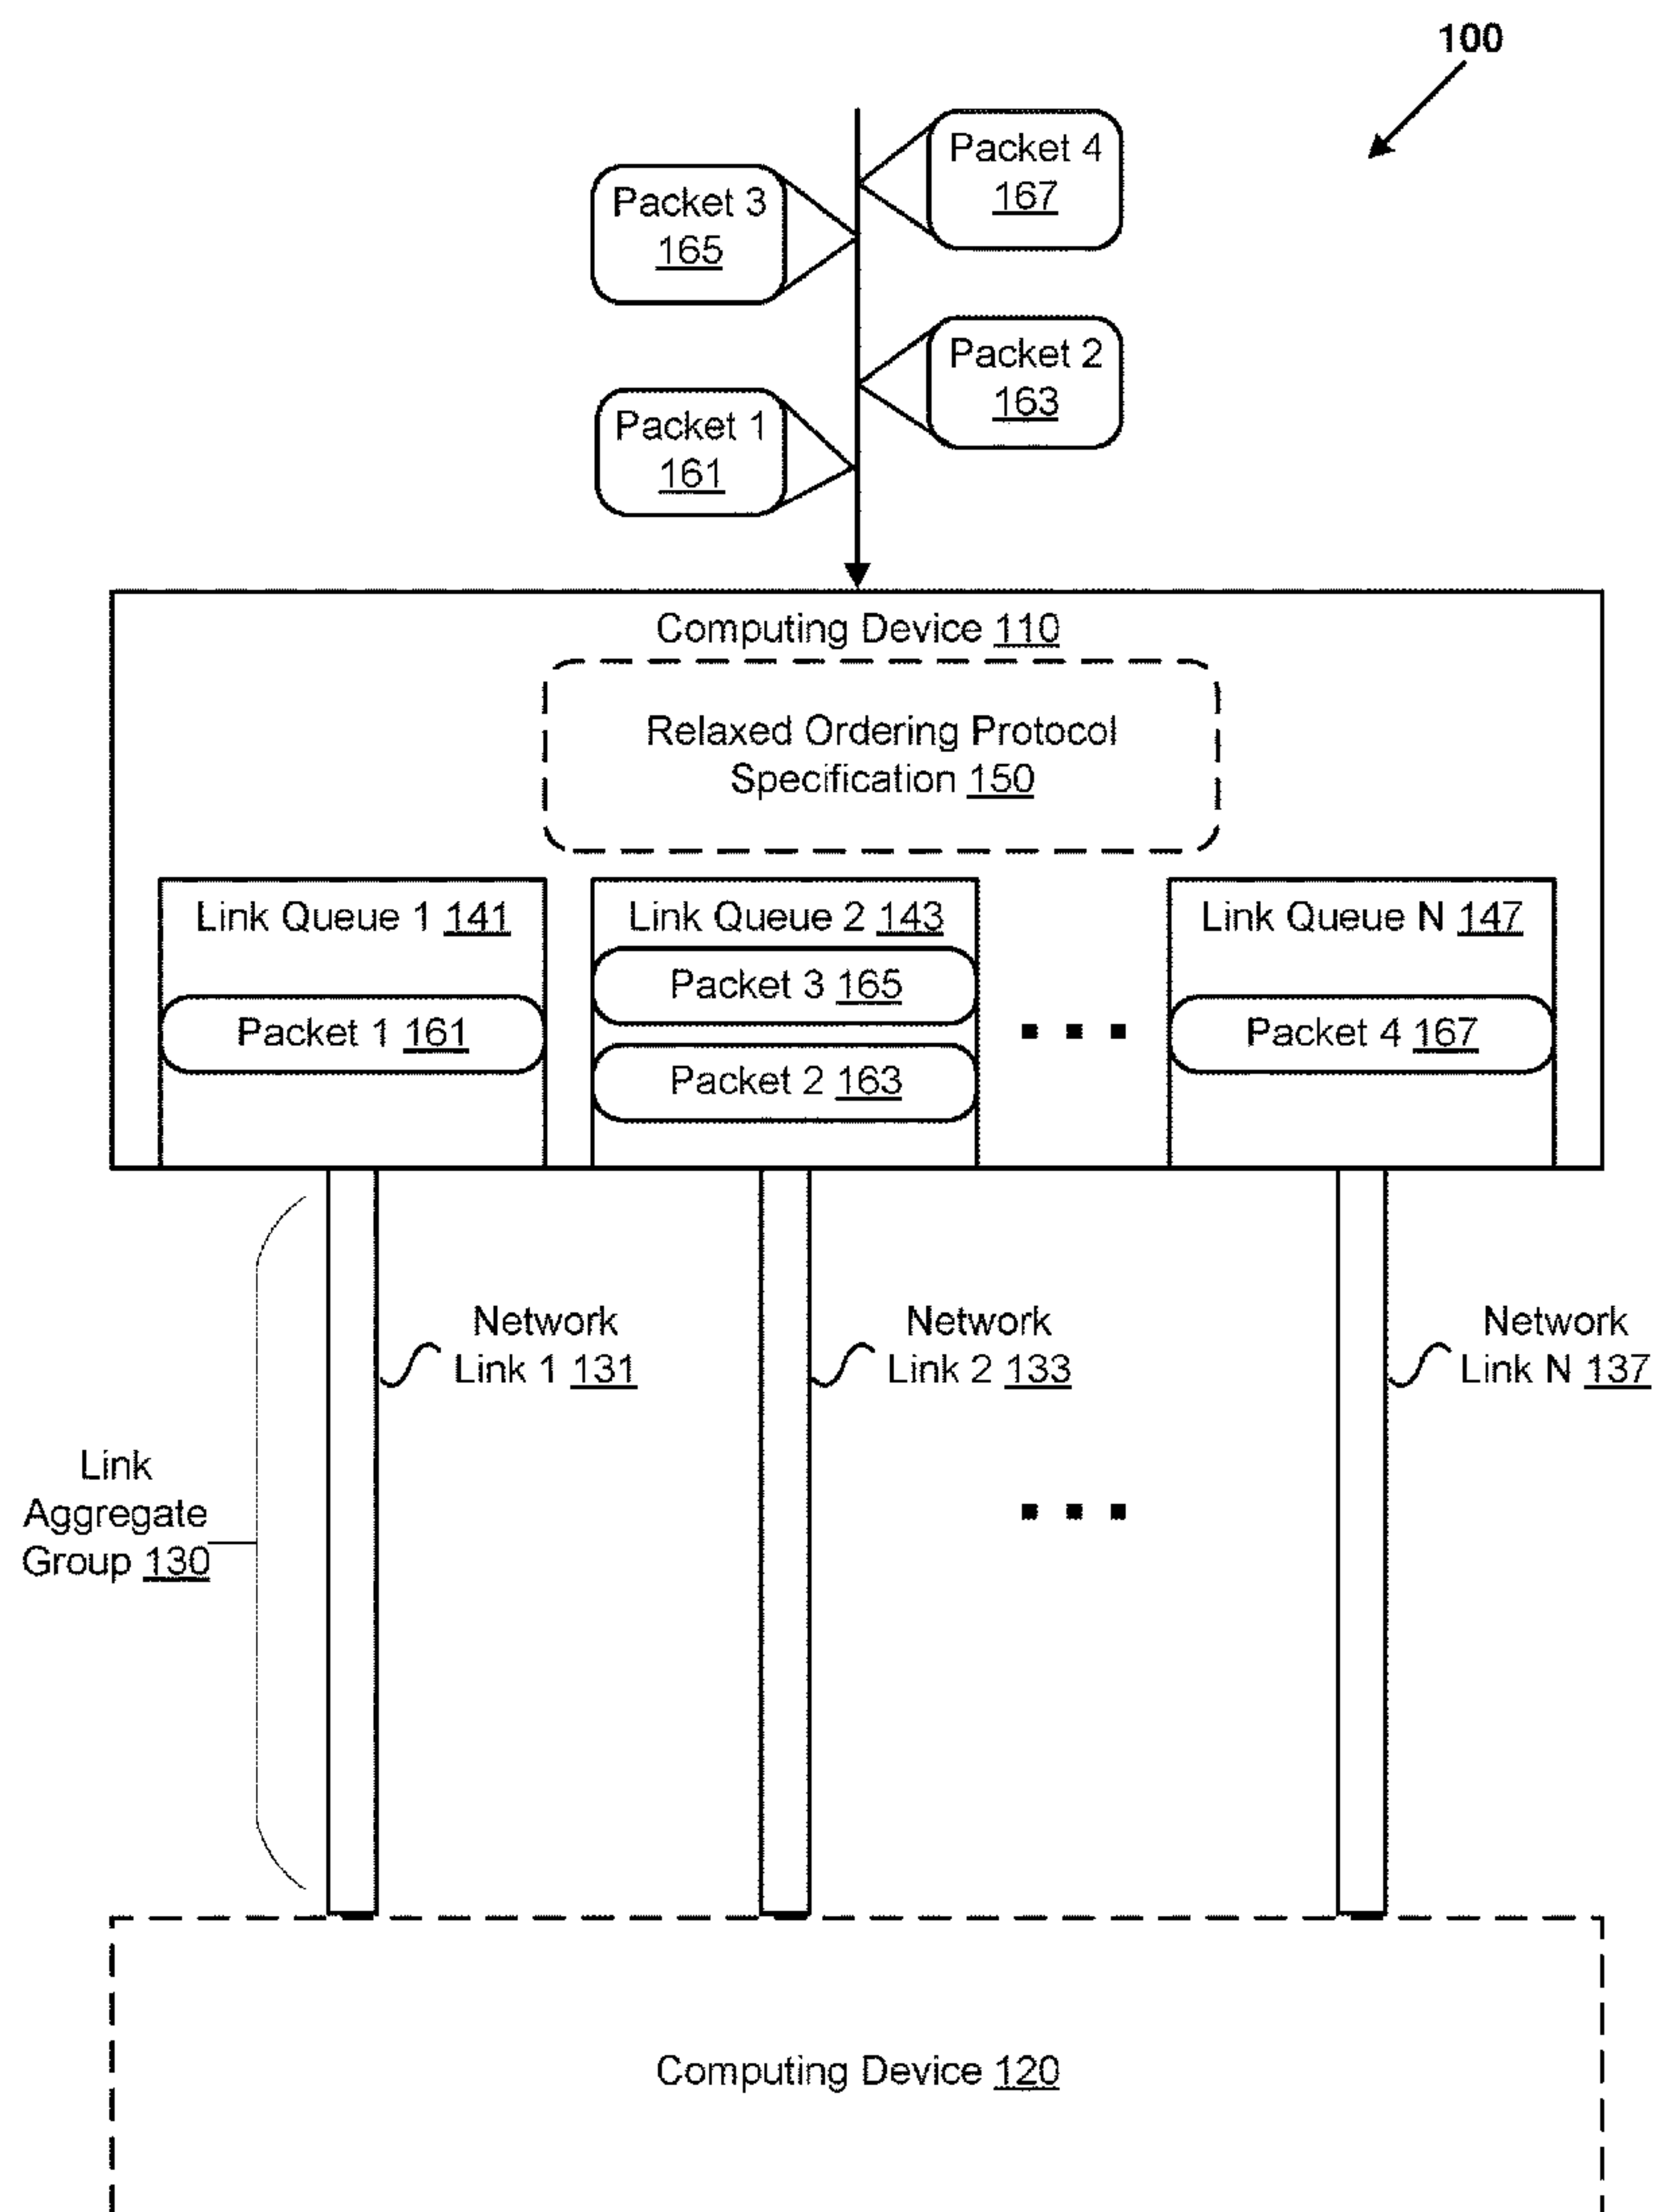 100
Packet 4
167
Packet 3
165
Packet 2
163
Packet 1
161
Computing Device 110
Relaxed Ordering Protocol
Specification 150
Link Queue 1 141
Link Queue 2 143
Link Queue N 147
Packet 3 165
Packet 1 161
Packet 4 167
Packet 2 163
Network
Link 1 131
Network
Link 2 133
Network
Link N 137
Link
Aggregate
Group 130
Computing Device 120